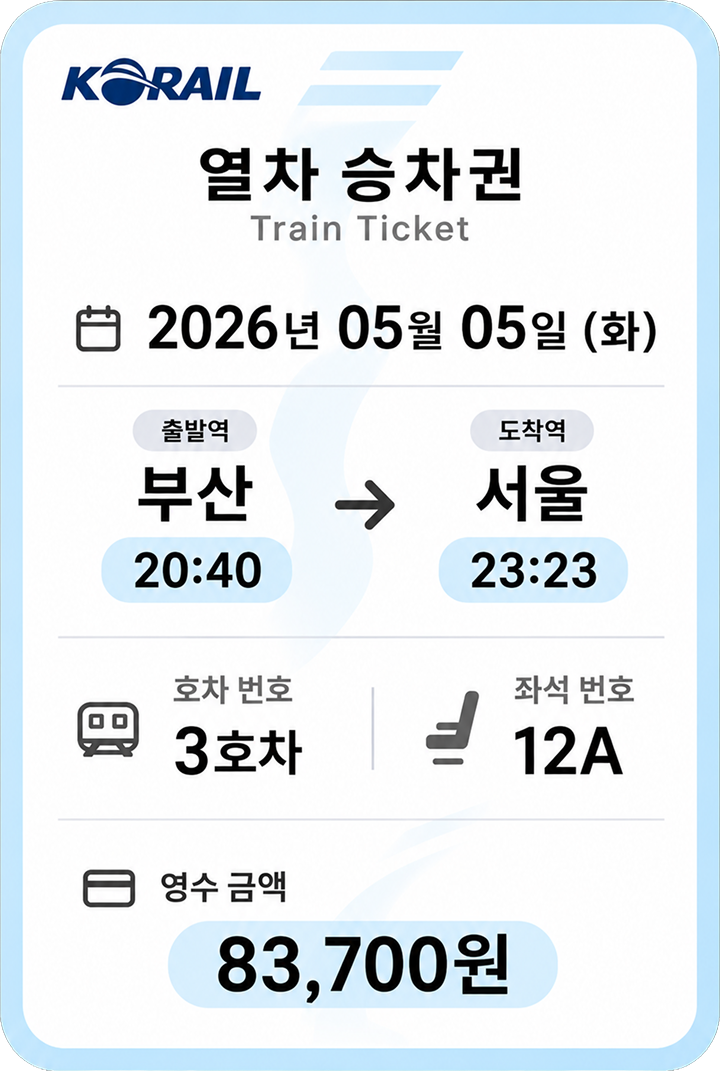 KORAIL
열차 승차권
Train Ticket
2026년 05월 05일 (화)
출발역 도착역
부산 → 서울
20:40 23:23
호차 번호 좌석 번호
3호차 12A
영수 금액
83,700원